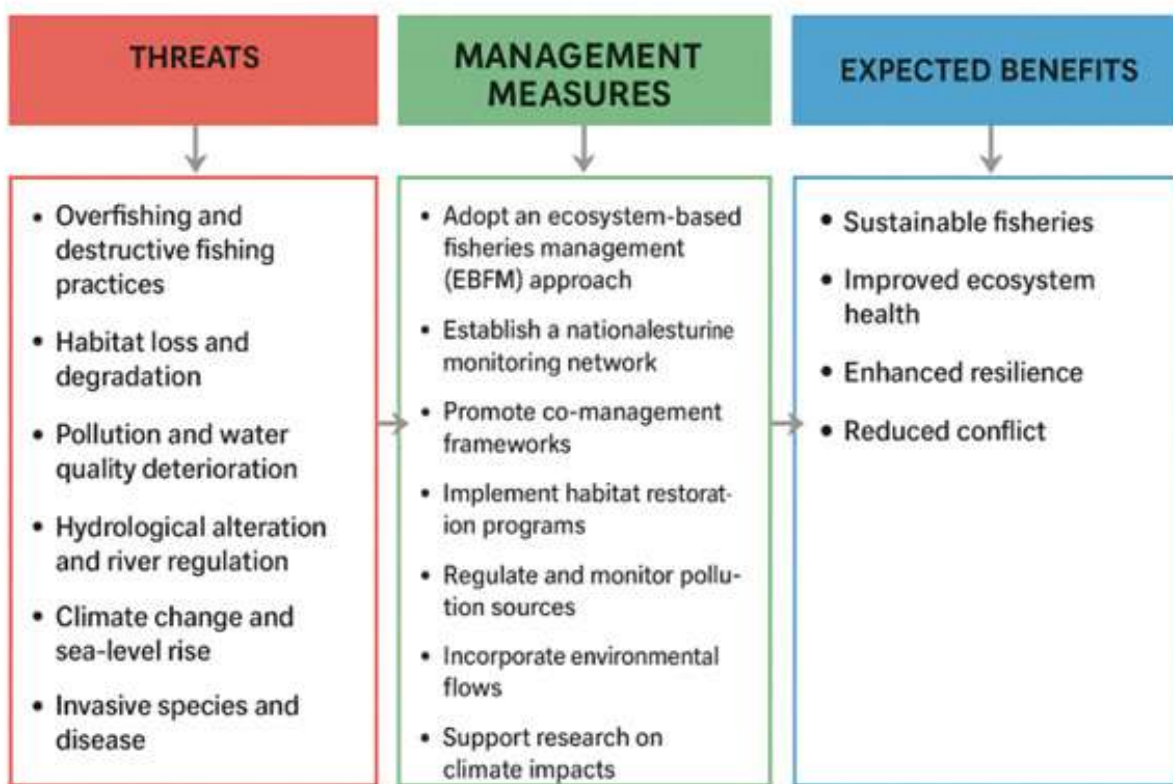 THREATS
• Overfishing and
destructive fishing
practices
• Habitat loss and
degradation
• Pollution and water
quality deterioration
• Hydrological alteration
and river regulation
• Climate change and
sea-level rise
• Invasive species and
disease
MANAGEMENT
MEASURES
• Adopt an ecosystem-based
fisheries management
(EBFM) approach
• Establish a nationalesturine
monitoring network
• Promote co-management
frameworks
• Implement habitat restorat-
ion programs
• Regulate and monitor pollu-
tion sources
• Incorporate environmental
flows
• Support research on
climate impacts
EXPECTED BENEFITS
• Sustainable fisheries
• Improved ecosystem
health
• Enhanced resilience
• Reduced conflict